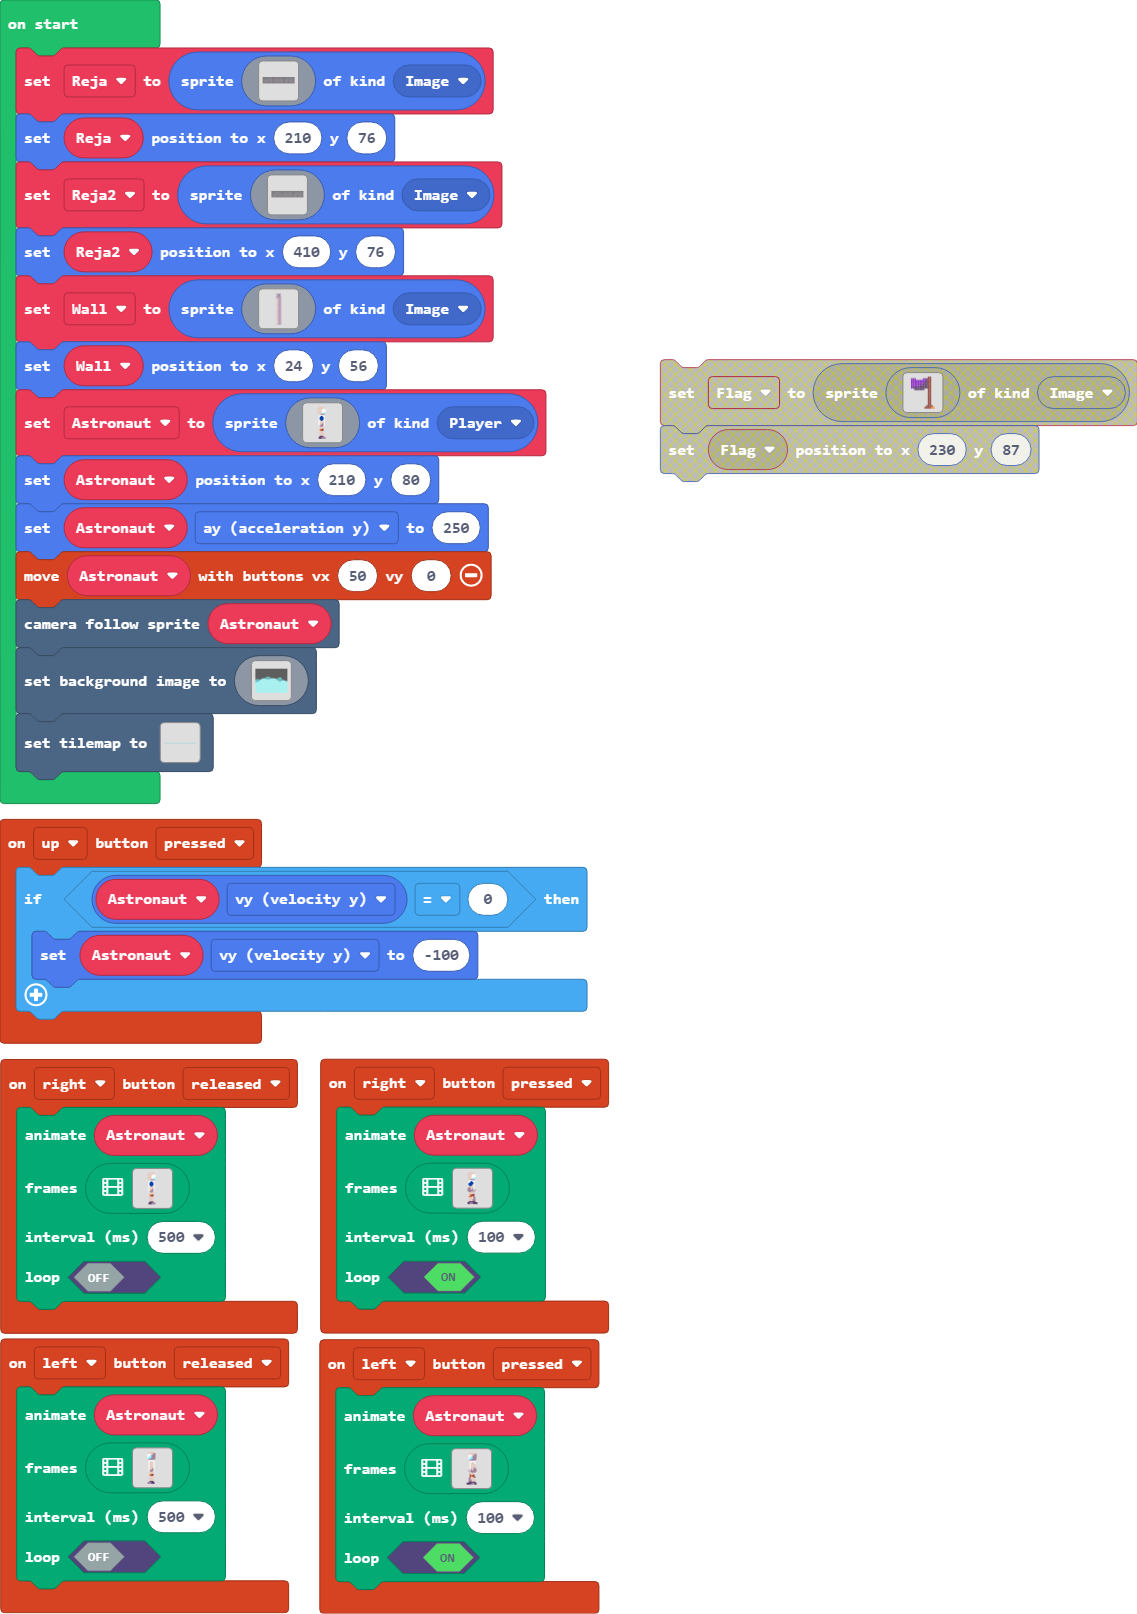 on start
set Reja to sprite of kind Image
set Reja position to x 210 y 76
set Reja2 to sprite of kind Image
set Reja2 position to x 410 y 76
set Wall to sprite of kind Image
set Wall position to x 24 y 56
set Astronaut to sprite of kind Player
set Astronaut position to x 210 y 80
set Astronaut ay (acceleration y) to 250
move Astronaut with buttons vx 50 vy 0
camera follow sprite Astronaut
set background image to
set tilemap to
set Flag to sprite of kind Image
set Flag position to x 230 y 87
on up button pressed
if Astronaut vy (velocity y) = 0 then
set Astronaut vy (velocity y) to -100
on right button released
animate Astronaut
frames
interval (ms) 500
loop OFF
on right button pressed
animate Astronaut
frames
interval (ms) 100
loop ON
on left button released
animate Astronaut
frames
interval (ms) 500
loop OFF
on left button pressed
animate Astronaut
frames
interval (ms) 100
loop ON